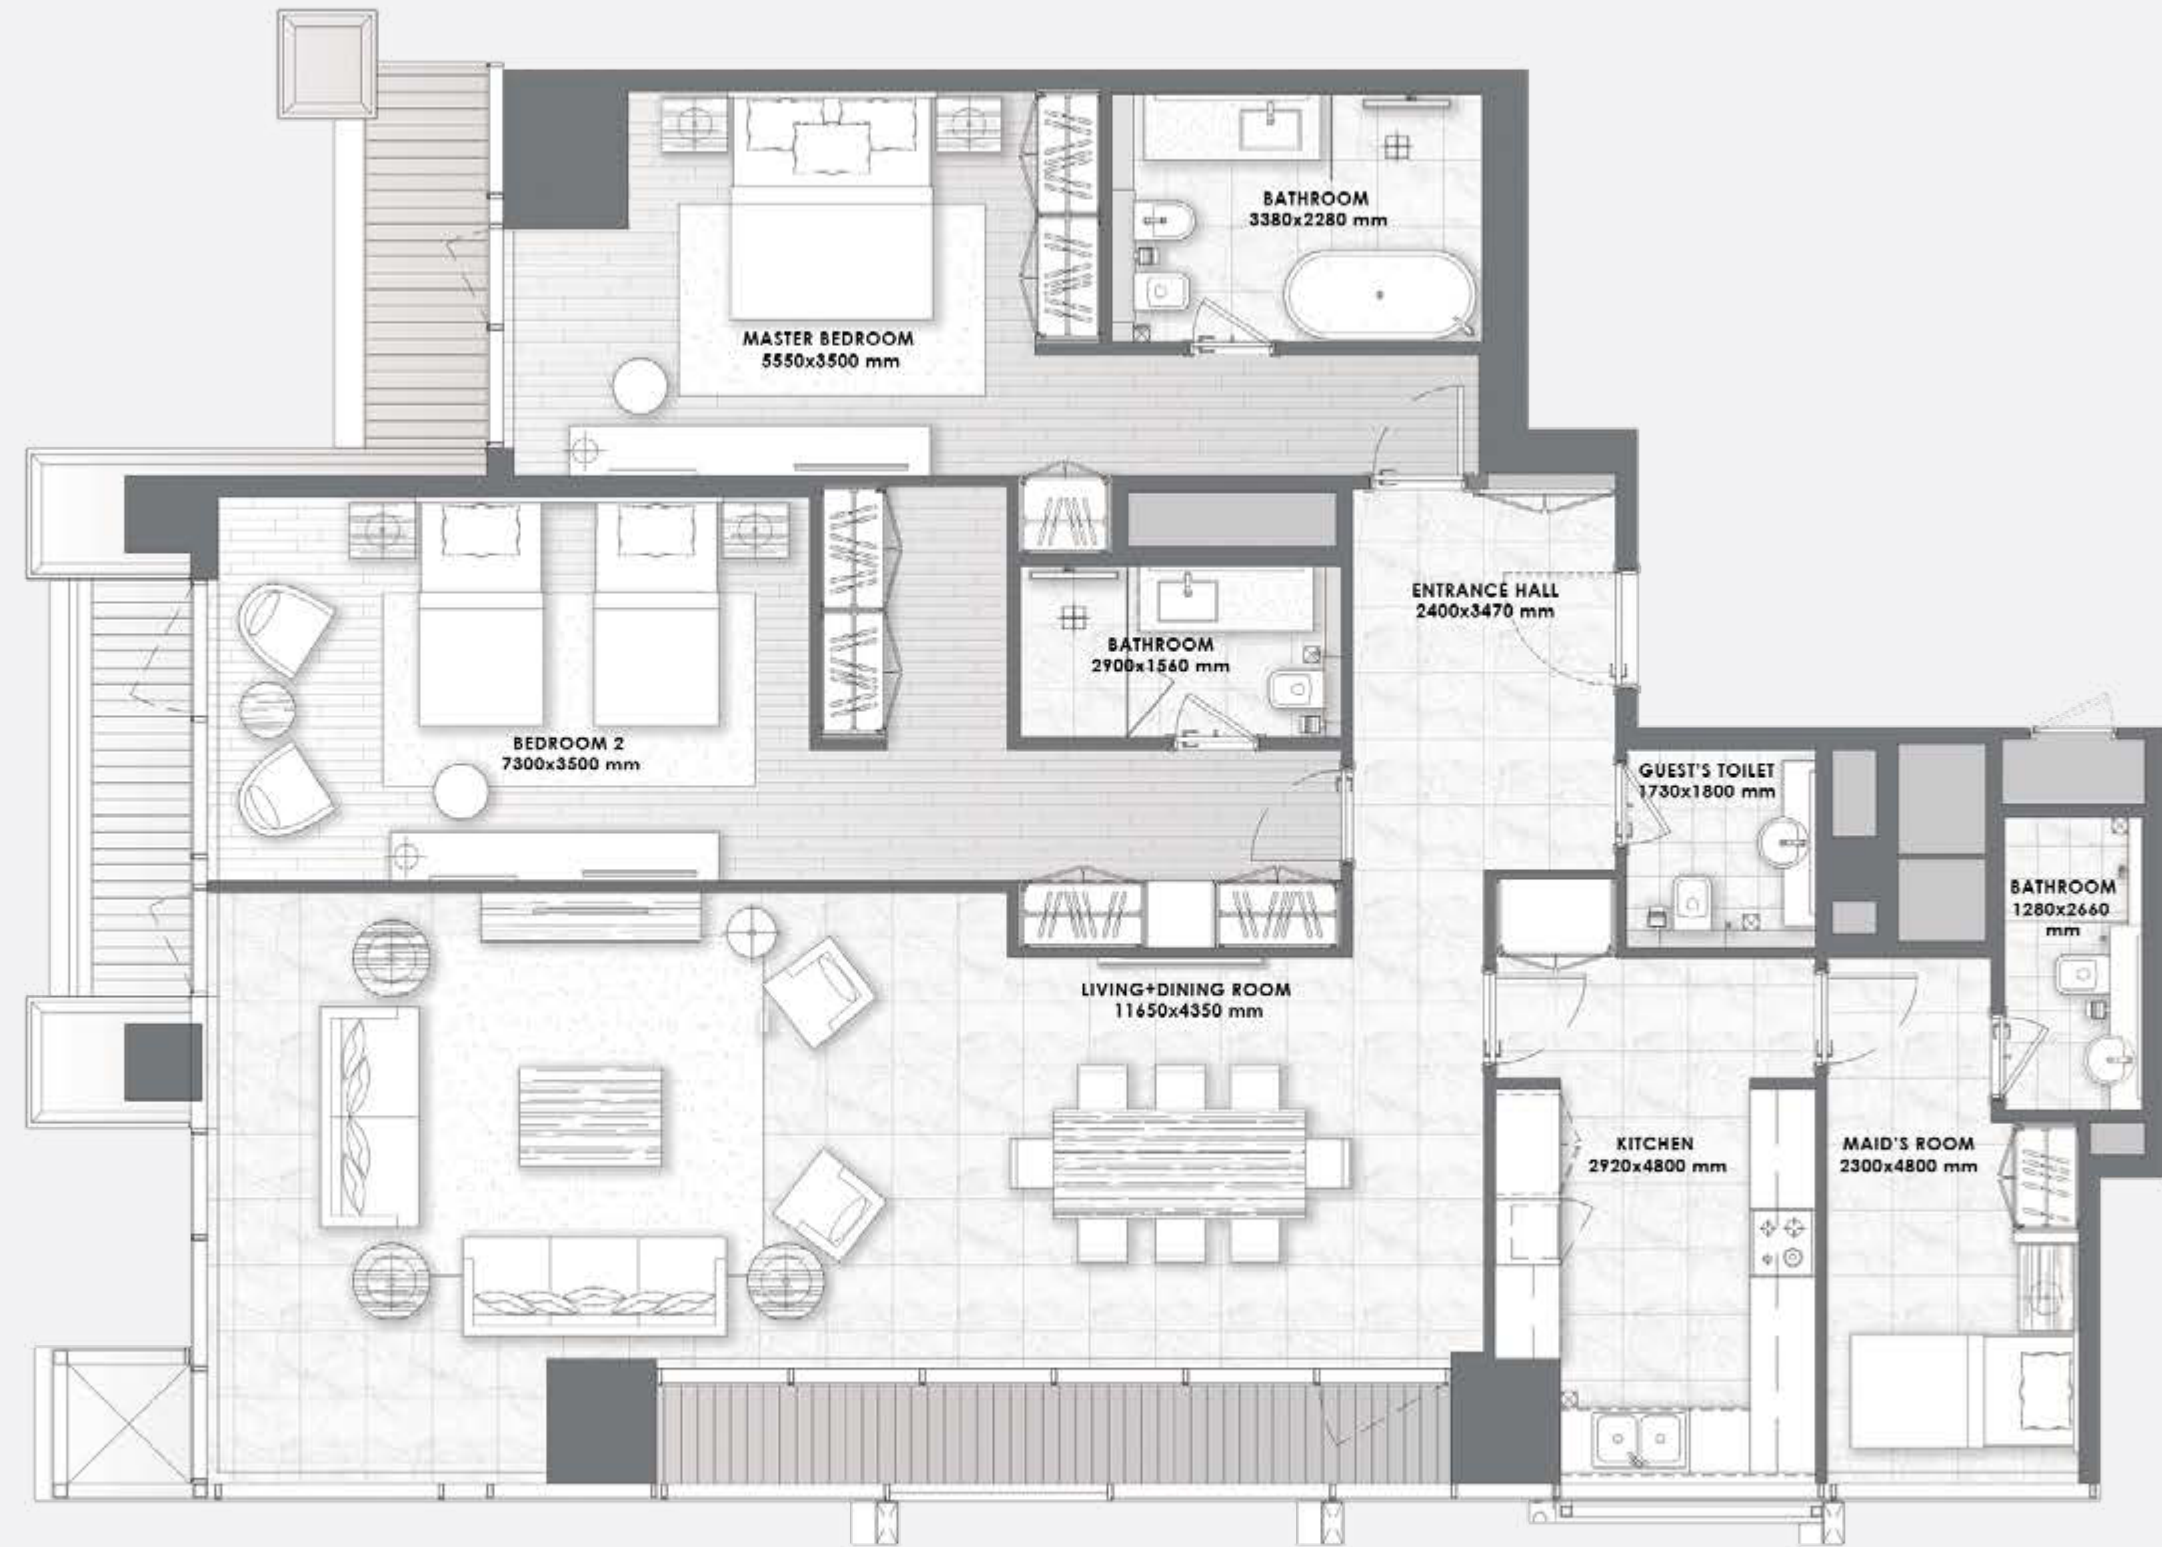 BATHROOM
3380x2280 mm
MASTER BEDROOM
5550x3500 mm
ENTRANCE HALL
2400x3470 mm
BATHROOM
2900x1560 mm
BEDROOM 2
7300x3500 mm
GUEST'S TOILET
1730x1800 mm
BATHROOM
1280x2660
mm
LIVING+DINING ROOM
11650x4350 mm
KITCHEN
2920x4800 mm
MAID'S ROOM
2300x4800 mm